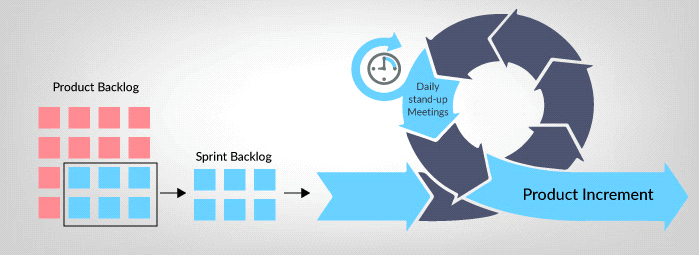 Product Backlog
Sprint Backlog
Daily
stand-up
Meetings
Product Increment